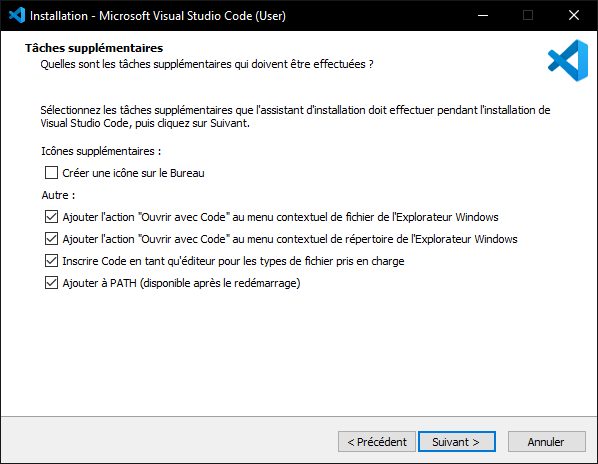 Installation - Microsoft Visual Studio Code (User)
Tâches supplémentaires
Quelles sont les tâches supplémentaires qui doivent être effectuées ?
Sélectionnez les tâches supplémentaires que l'assistant d'installation doit effectuer pendant l'installation de
Visual Studio Code, puis cliquez sur Suivant.
Icônes supplémentaires :
Créer une icône sur le Bureau
Autre :
Ajouter l'action "Ouvrir avec Code" au menu contextuel de fichier de l'Explorateur Windows
Ajouter l'action "Ouvrir avec Code" au menu contextuel de répertoire de l'Explorateur Windows
Inscrire Code en tant qu'éditeur pour les types de fichier pris en charge
Ajouter à PATH (disponible après le redémarrage)
< Précédent
Suivant >
Annuler